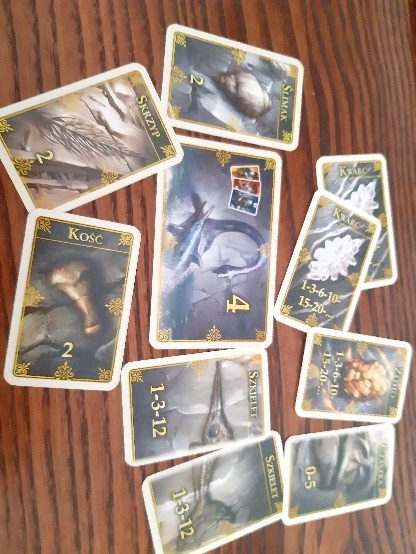 SKRZYP
2
ŚLIMAK
2
KOŚĆ
2
4
KWARC
KWARC
1-3-6-10-
15-20-...
1-3-6-10-
15-20-...
SZKIELET
1-3-12
SZKIELET
1-3-12
0-5